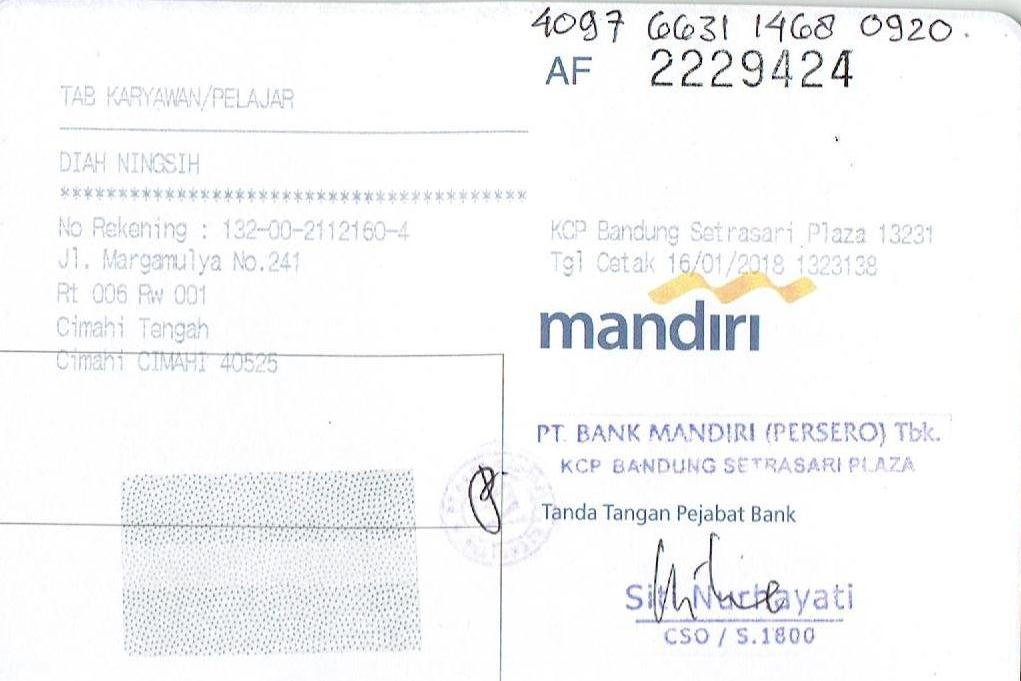 4097 6631 1468 0920.
AF 2229424
TAB KARYAWAN/PELAJAR
DIAH NINGSIH
****************************************
No Rekening : 132-00-2112160-4
Jl. Margamulya No.241
Rt 006 Rw 001
Cimahi Tengah
Cimahi CIMAHI 40525
KCP Bandung Setrasari Plaza 13231
Tgl Cetak 16/01/2018 1323138
mandiri
PT. BANK MANDIRI (PERSERO) Tbk.
KCP BANDUNG SETRASARI PLAZA
Tanda Tangan Pejabat Bank
Siti Nurhayati
CSO / S.1800